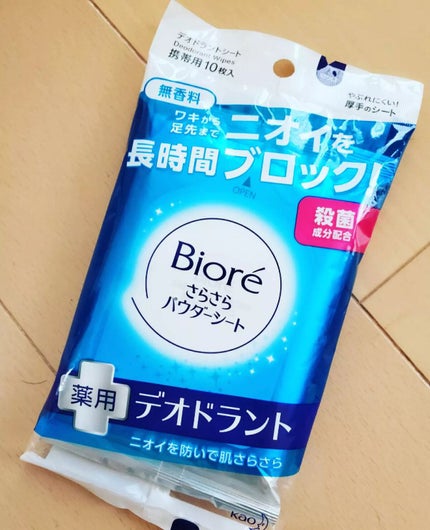 デオドラントシート
Deodorant Wipes
携帯用10枚入
やぶれにくい!
厚手のシート
無香料
ワキから
足先まで
ニオイを
長時間ブロック!
OPEN
殺菌
成分配合
Bioré
さらさら
パウダーシート
薬用
デオドラント
ニオイを防いで肌さらさら
kao